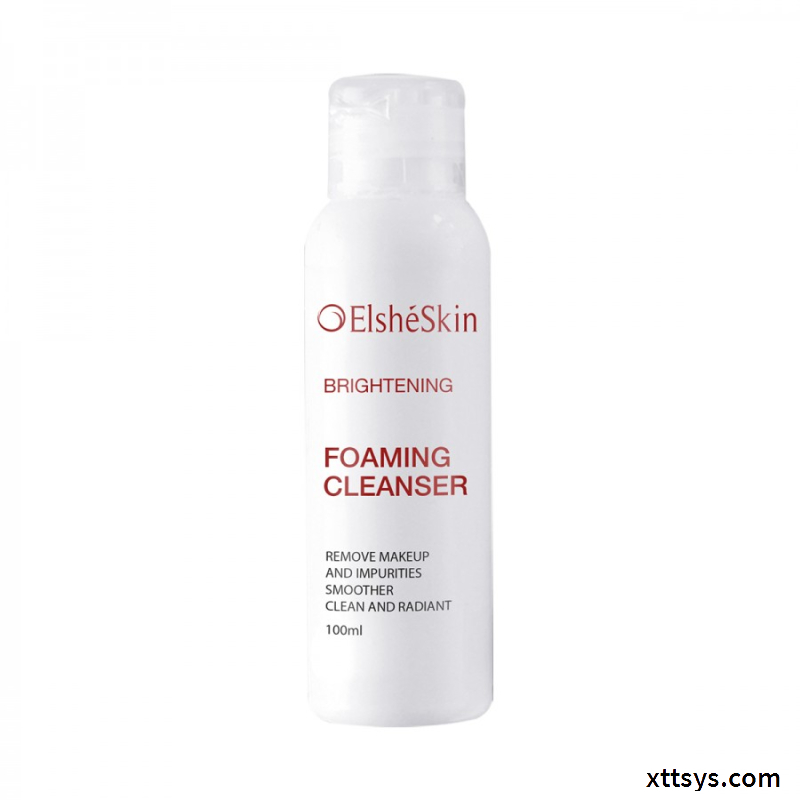 ElshéSkin
BRIGHTENING
FOAMING
CLEANSER
REMOVE MAKEUP
AND IMPURITIES
SMOOTHER
CLEAN AND RADIANT
100ml
xttsys.com